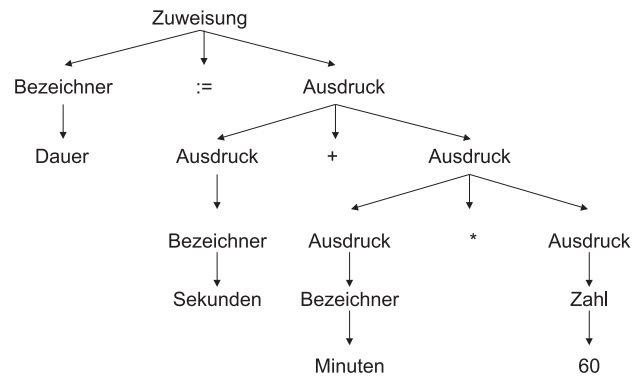 Zuweisung
Bezeichner := Ausdruck
Dauer Ausdruck + Ausdruck
Bezeichner Ausdruck * Ausdruck
Sekunden Bezeichner Zahl
Minuten 60